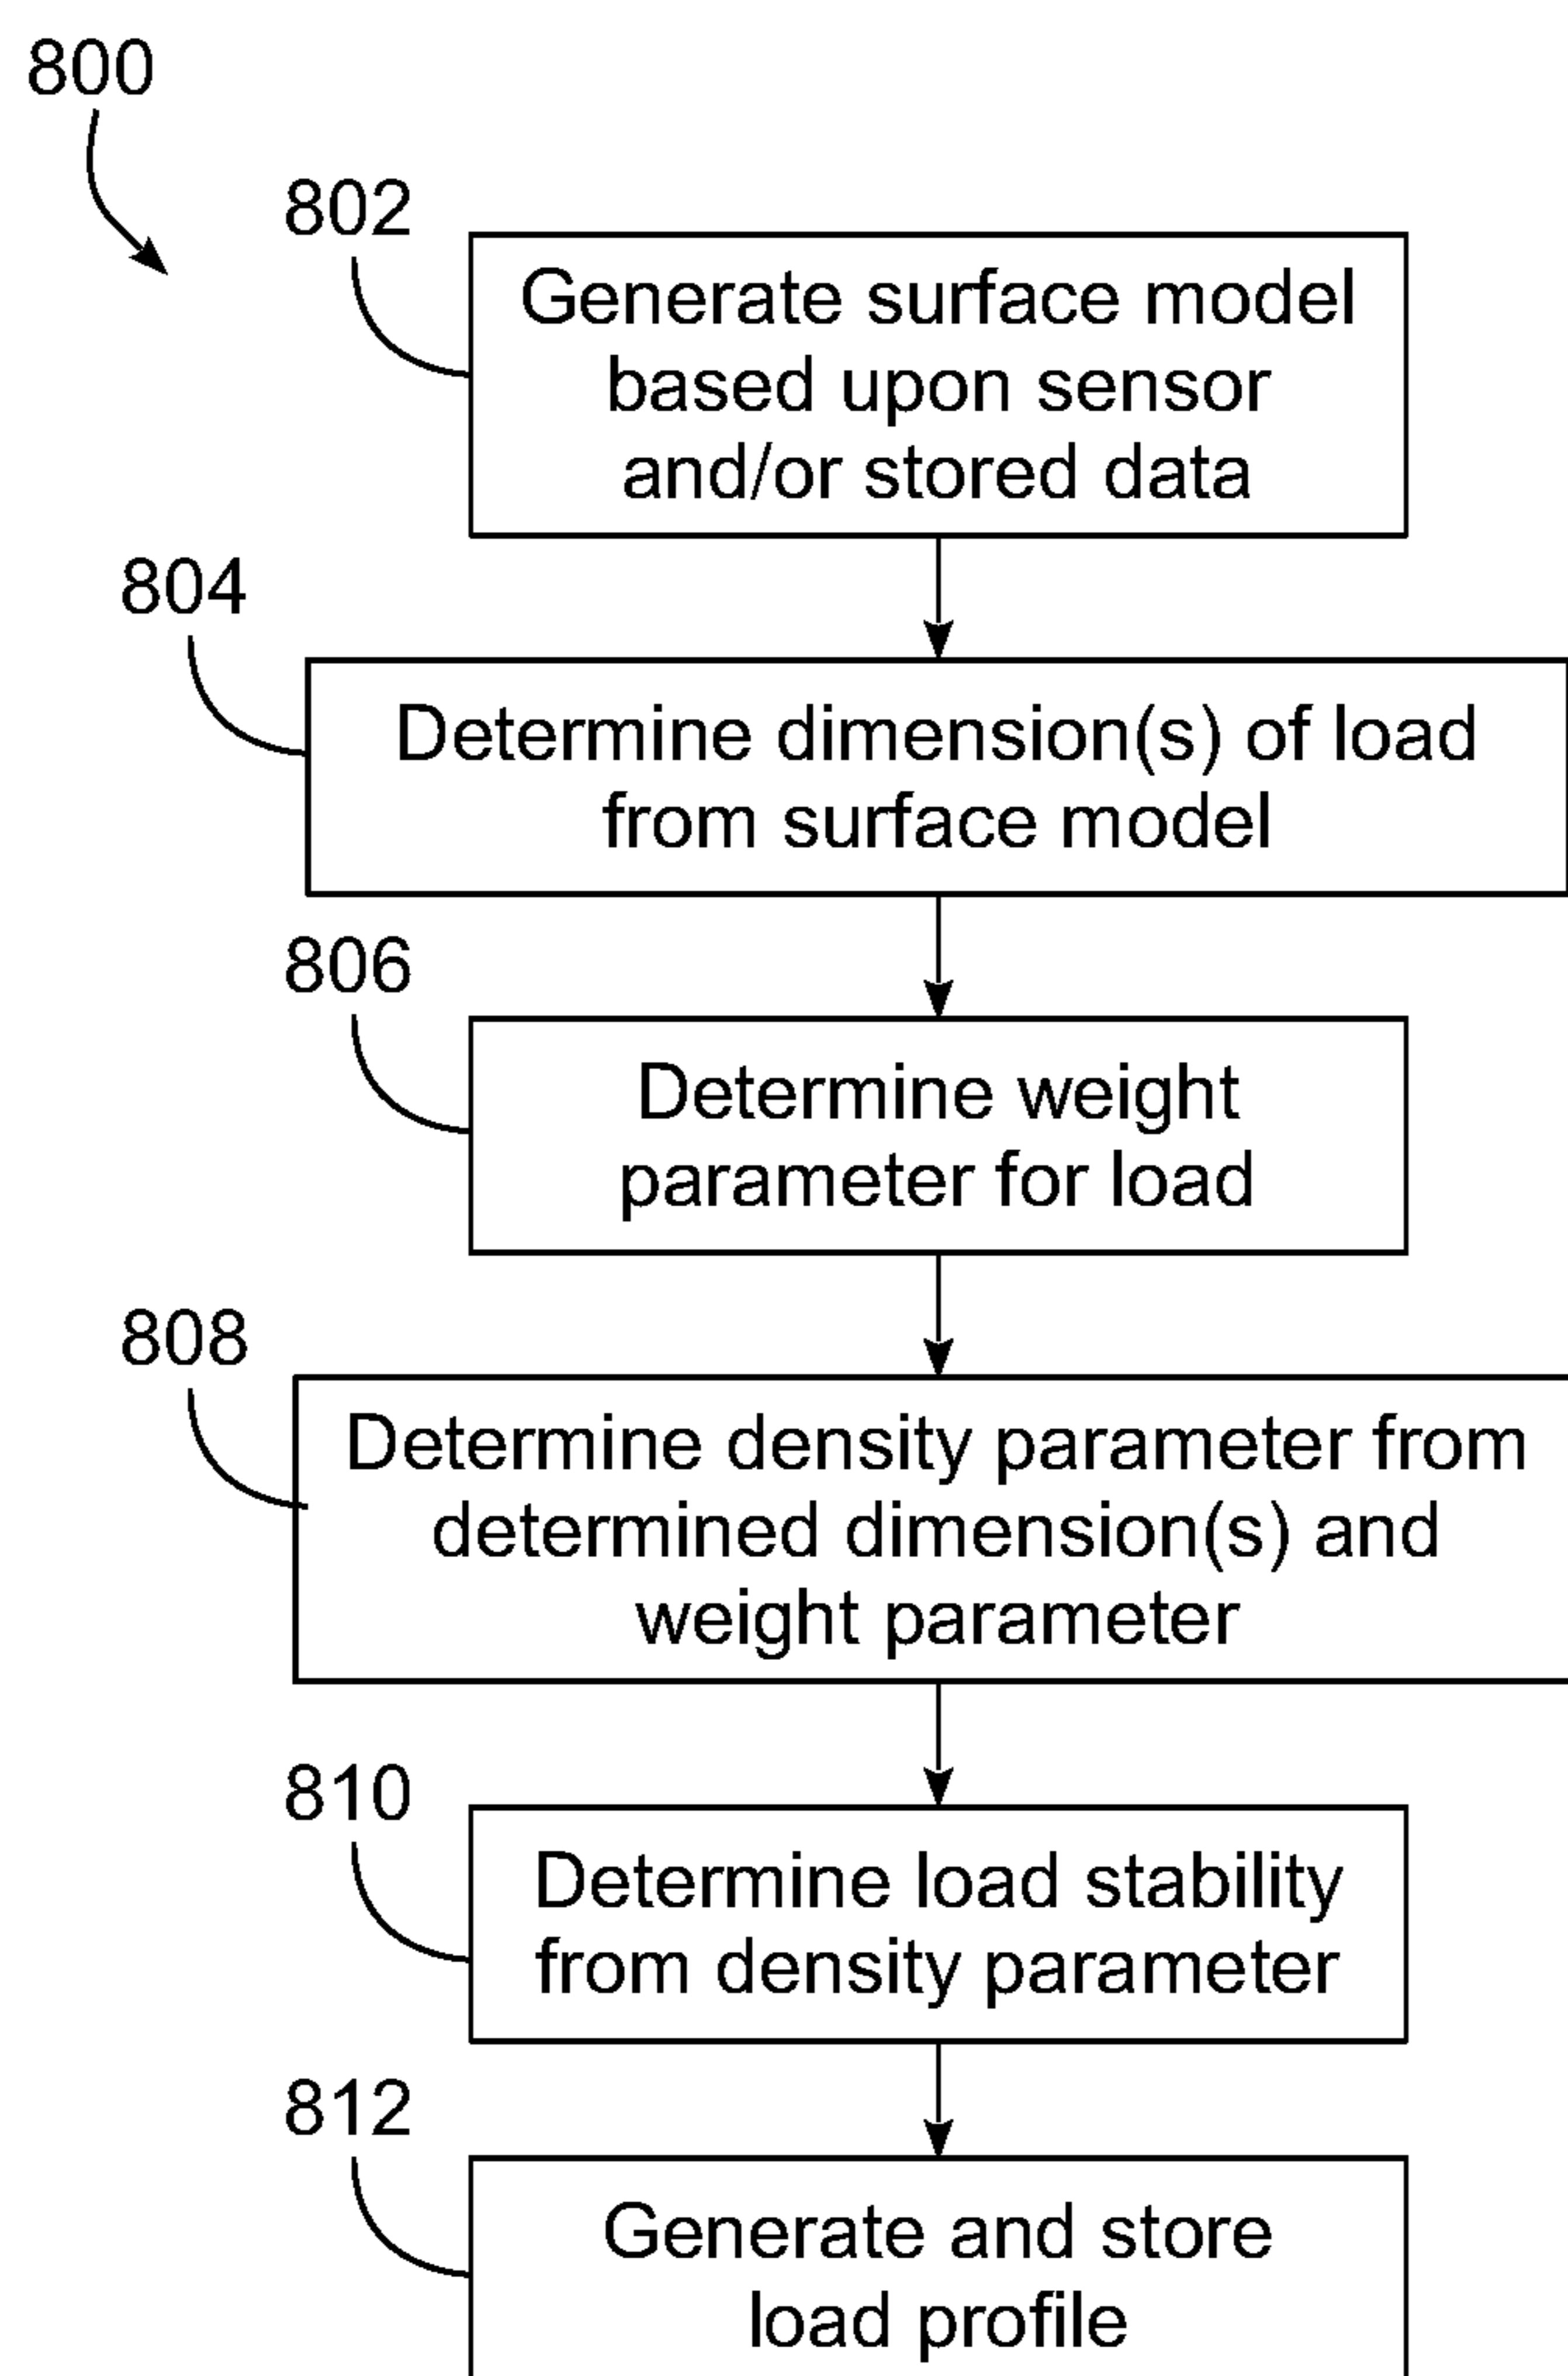 800
802
Generate surface model
based upon sensor
and/or stored data
804
Determine dimension(s) of load
from surface model
806
Determine weight
parameter for load
808
Determine density parameter from
determined dimension(s) and
weight parameter
810
Determine load stability
from density parameter
812
Generate and store
load profile